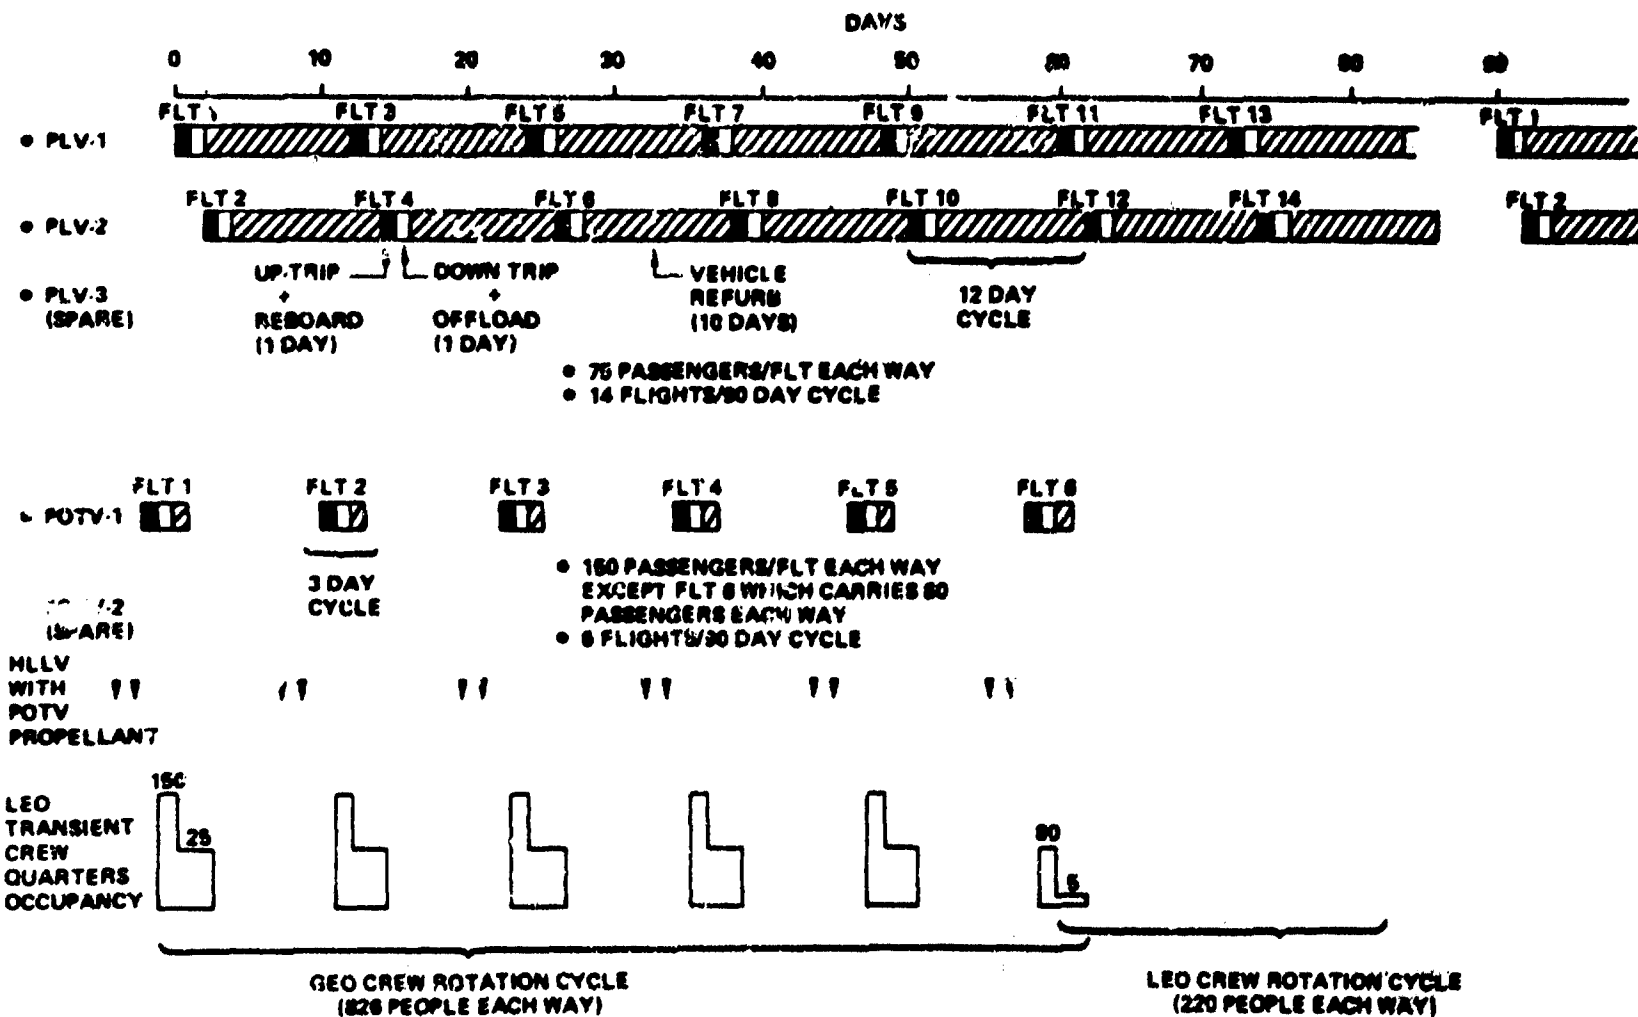 DAYS
0 10 20 30 40 50 60 70 80 90
FLT 1 FLT 3 FLT 5 FLT 7 FLT 9 FLT 11 FLT 13 FLT 1
• PLV-1
FLT 2 FLT 4 FLT 6 FLT 8 FLT 10 FLT 12 FLT 14 FLT 2
• PLV-2
• PLV-3
(SPARE)
UP-TRIP
+
REBOARD
(1 DAY)
DOWN TRIP
+
OFFLOAD
(1 DAY)
VEHICLE
REFURB
(10 DAYS)
12 DAY
CYCLE
• 75 PASSENGERS/FLT EACH WAY
• 14 FLIGHTS/90 DAY CYCLE
FLT 1 FLT 2 FLT 3 FLT 4 FLT 5 FLT 6
• POTV-1
3 DAY
CYCLE
• 150 PASSENGERS/FLT EACH WAY
EXCEPT FLT 6 WHICH CARRIES 80
PASSENGERS EACH WAY
• 6 FLIGHTS/90 DAY CYCLE
(SPARE)
HLLV
WITH
POTV
PROPELLANT
150
25
80
5
LEO
TRANSIENT
CREW
QUARTERS
OCCUPANCY
GEO CREW ROTATION CYCLE
PEOPLE EACH WAY)
LEO CREW ROTATION CYCLE
(220 PEOPLE EACH WAY)